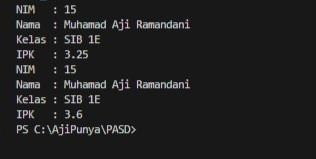 NIM : 15
Nama : Muhamad Aji Ramandani
Kelas : SIB 1E
IPK : 3.25
NIM : 15
Nama : Muhamad Aji Ramandani
Kelas : SIB 1E
IPK : 3.6
PS C:\AjiPunya\PASD>